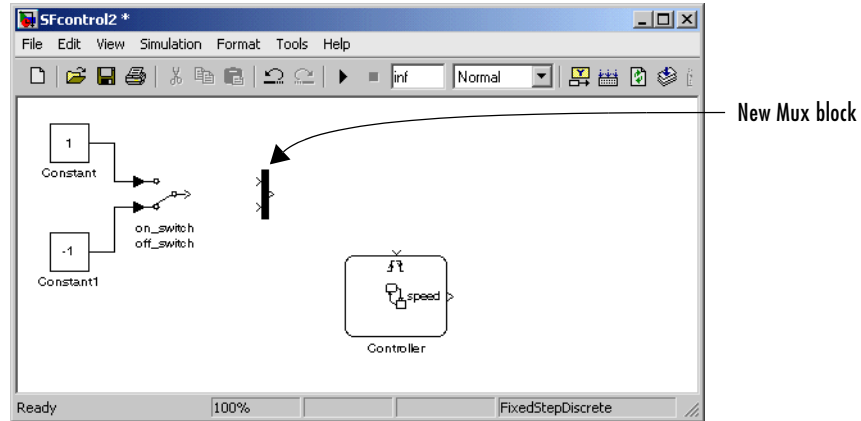 SFcontrol2 *
File Edit View Simulation Format Tools Help
inf Normal
New Mux block
1
Constant
on_switch
off_switch
-1
Constant1
speed
Controller
Ready 100% FixedStepDiscrete